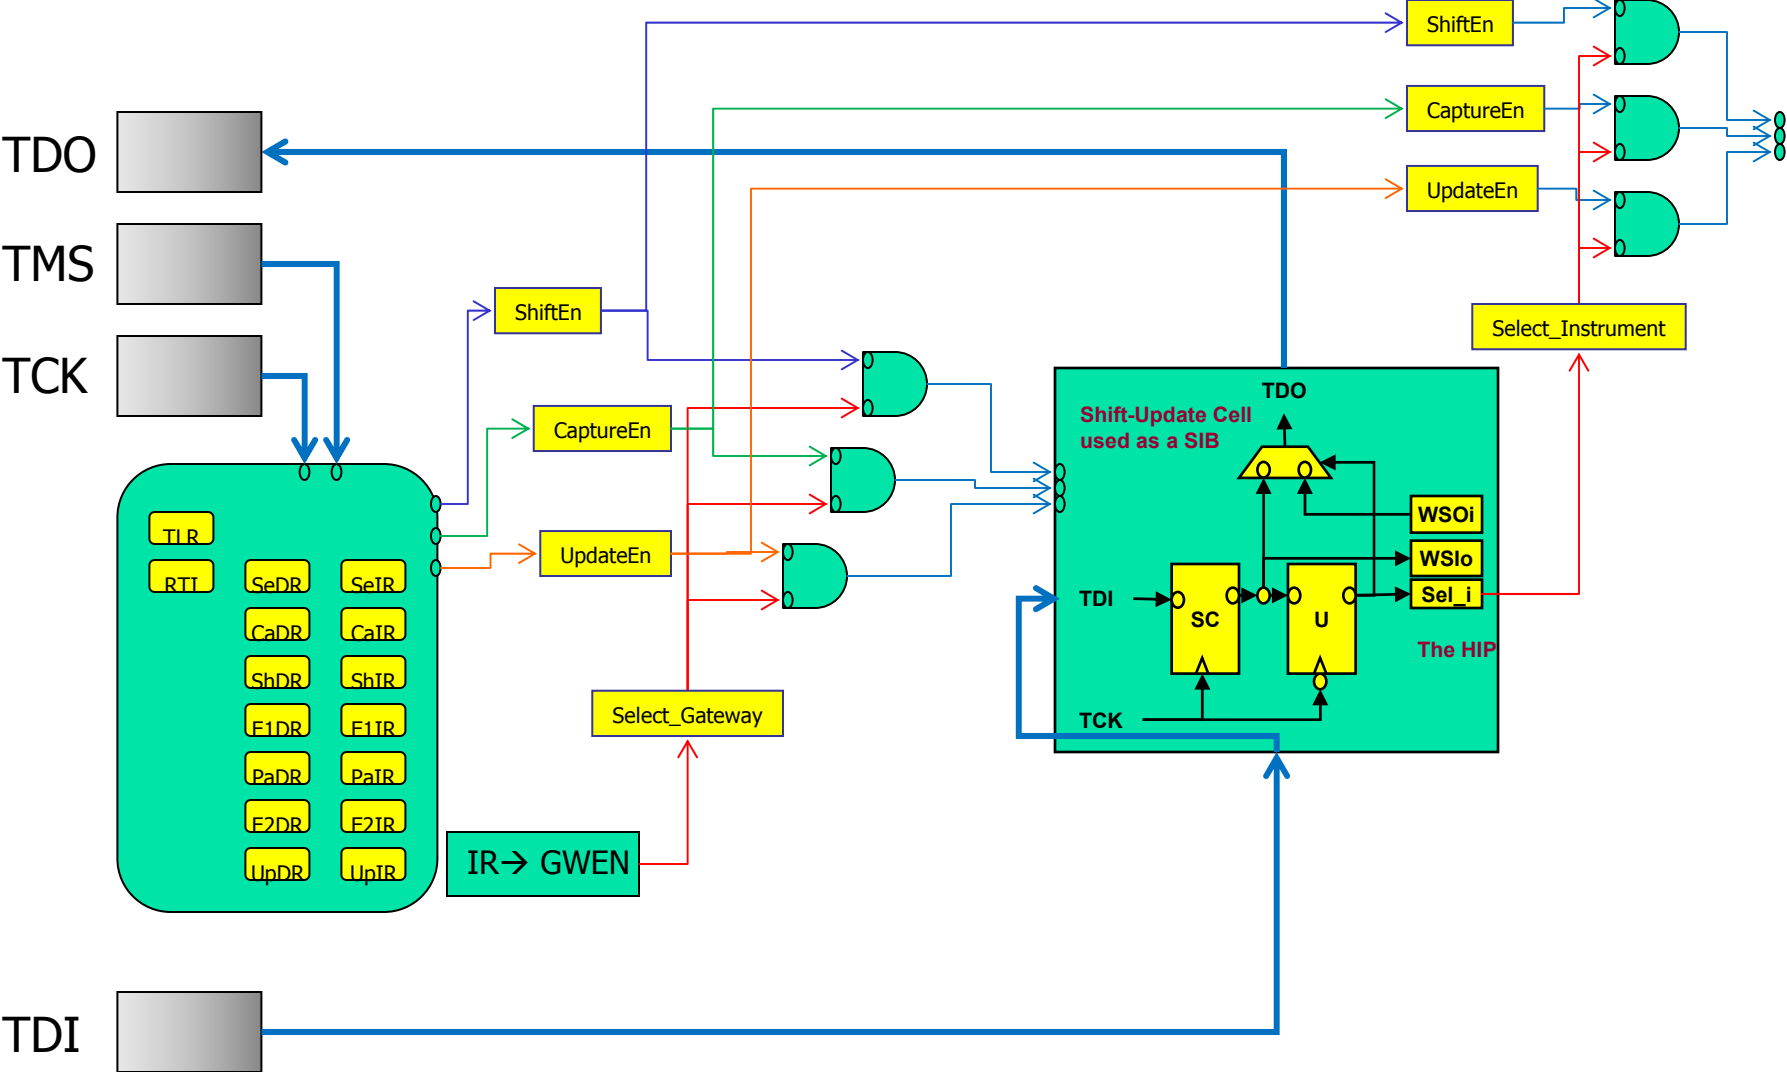 ShiftEn
CaptureEn
UpdateEn
TDO
TMS
TCK
ShiftEn
CaptureEn
UpdateEn
Select_Instrument
Select_Gateway
TLR
RTI
SeDR
SeIR
CaDR
CaIR
ShDR
ShIR
E1DR
E1IR
PaDR
PaIR
E2DR
E2IR
UpDR
UpIR
IR→ GWEN
TDO
Shift-Update Cell
used as a SIB
WSOi
WSIo
Sel_i
TDI
SC
U
The HIP
TCK
TDI